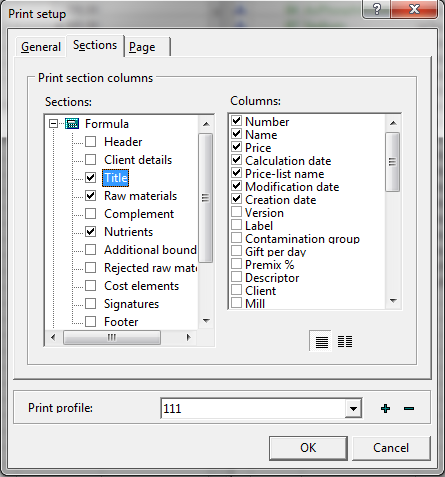 Print setup
General
Sections
Page
Print section columns
Sections:
Formula
Header
Client details
Title
Raw materials
Complement
Nutrients
Additional bound
Rejected raw mate
Cost elements
Signatures
Footer
Columns:
Number
Name
Price
Calculation date
Price-list name
Modification date
Creation date
Version
Label
Contamination group
Gift per day
Premix %
Descriptor
Client
Mill
Print profile:
111
OK
Cancel